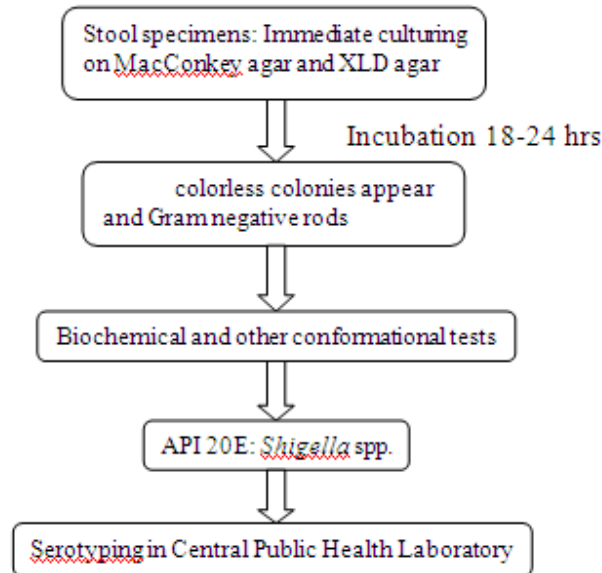 Stool specimens: Immediate culturing
on MacConkey agar and XLD agar
Incubation 18-24 hrs
colorless colonies appear
and Gram negative rods
Biochemical and other conformational tests
API 20E: Shigella spp.
Serotyping in Central Public Health Laboratory